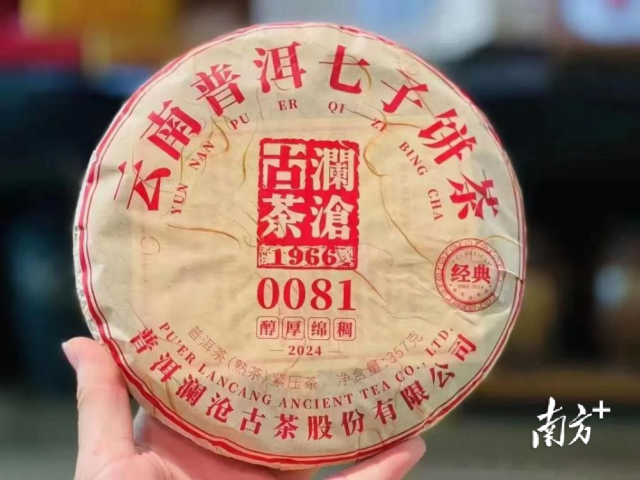 云南普洱七子饼茶
YUN NAN PU ER QI ZI BING CHA
澜沧
古茶
1966
0081
经典
醇厚绵稠
2024
普洱茶(熟茶)紧压茶 净含量:357克
PU'ER LANCANG ANCIENT TEA CO., LTD.
普洱澜沧古茶股份有限公司
南方+